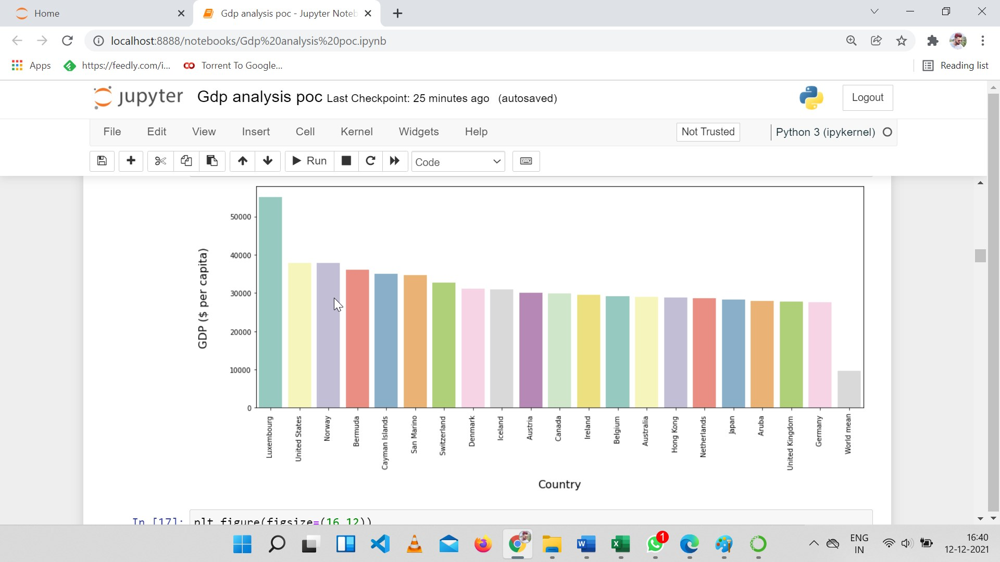 Home
Gdp analysis poc - Jupyter Noteb
localhost:8888/notebooks/Gdp%20analysis%20poc.ipynb
Apps
https://feedly.com/i...
Torrent To Google...
Reading list
jupyter
Gdp analysis poc Last Checkpoint: 25 minutes ago (autosaved)
Logout
File Edit View Insert Cell Kernel Widgets Help
Not Trusted
Python 3 (ipykernel)
Run
Code
GDP ($ per capita)
50000
40000
30000
20000
10000
0
Luxembourg
United States
Norway
Bermuda
Cayman Islands
San Marino
Switzerland
Denmark
Iceland
Austria
Canada
Ireland
Belgium
Australia
Hong Kong
Netherlands
Japan
Aruba
United Kingdom
Germany
World mean
Country
In [17]: plt.figure(figsize=(16,12))
1
ENG
IN
16:40
12-12-2021